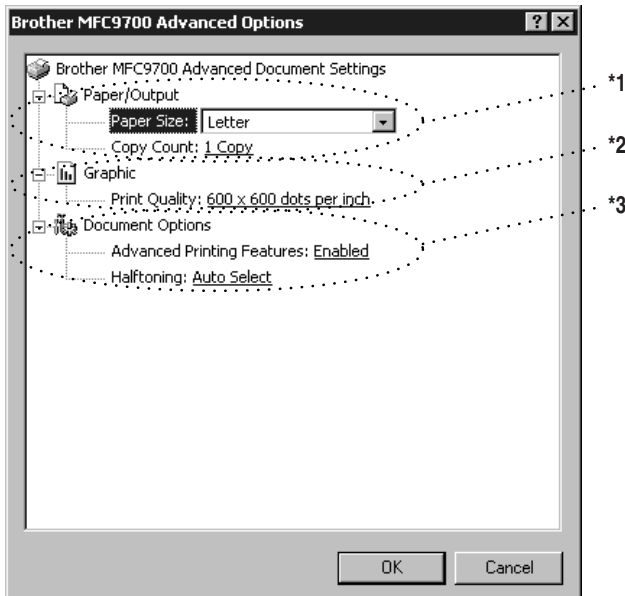 Brother MFC9700 Advanced Options
Brother MFC9700 Advanced Document Settings
Paper/Output
*1
Paper Size: Letter
Copy Count: 1 Copy
*2
Graphic
Print Quality: 600 x 600 dots per inch
*3
Document Options
Advanced Printing Features: Enabled
Halftoning: Auto Select
OK Cancel